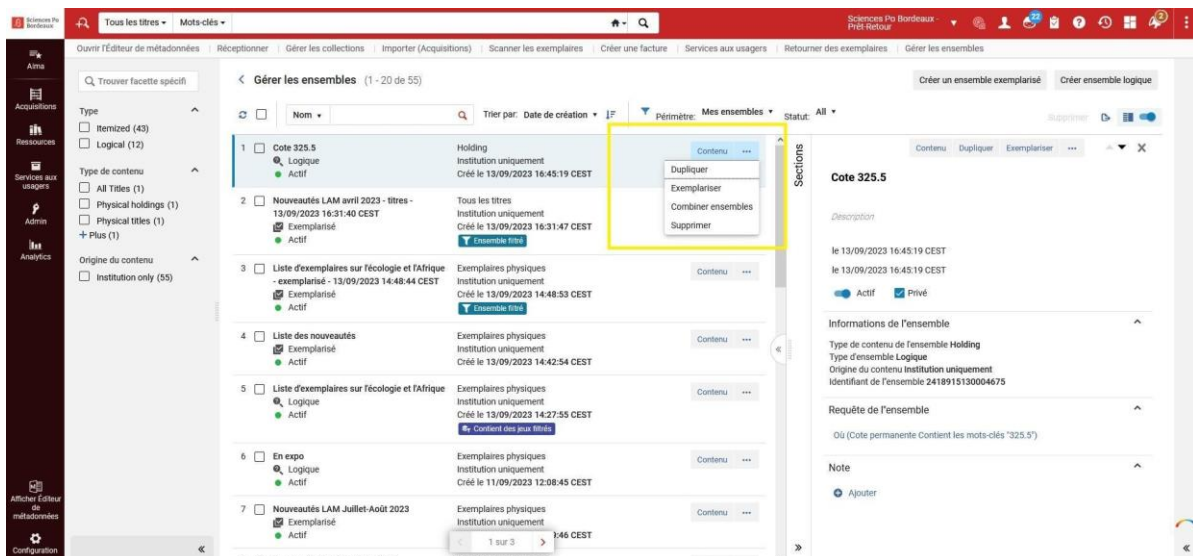 Sciences Po
Bordeaux
Tous les titres
Mots-clés
Sciences Po Bordeaux -
Prêt-Retour
22
2
Ouvrir l'Éditeur de métadonnées
Réceptionner
Gérer les collections
Importer (Acquisitions)
Scanner les exemplaires
Créer une facture
Services aux usagers
Retourner des exemplaires
Gérer les ensembles
Alma
Acquisitions
Ressources
Services aux
usagers
Admin
Analytics
Afficher Éditeur
de
métadonnées
Configuration
Trouver facette spécifi
Type
Itemized (43)
Logical (12)
Type de contenu
All Titles (1)
Physical holdings (1)
Physical titles (1)
+ Plus (1)
Origine du contenu
Institution only (55)
Gérer les ensembles (1 - 20 de 55)
Créer un ensemble exemplarisé
Créer ensemble logique
Nom
Trier par: Date de création
Périmètre: Mes ensembles
Statut: All
Supprimer
1 Cote 325.5 Holding
Logique Institution uniquement
Actif Créé le 13/09/2023 16:45:19 CEST
Contenu
Dupliquer
Exemplariser
Combiner ensembles
Supprimer
2 Nouveautés LAM avril 2023 - titres - Tous les titres
13/09/2023 16:31:40 CEST Institution uniquement
Exemplarisé Créé le 13/09/2023 16:31:47 CEST
Actif Ensemble filtré
3 Liste d'exemplaires sur l'écologie et l'Afrique Exemplaires physiques Contenu
- exemplarisé - 13/09/2023 14:48:44 CEST Institution uniquement
Exemplarisé Créé le 13/09/2023 14:48:53 CEST
Actif Ensemble filtré
4 Liste des nouveautés Exemplaires physiques Contenu
Exemplarisé Institution uniquement
Actif Créé le 13/09/2023 14:42:54 CEST
5 Liste d'exemplaires sur l'écologie et l'Afrique Exemplaires physiques Contenu
Logique Institution uniquement
Actif Créé le 13/09/2023 14:27:55 CEST
Contient des jeux filtrés
6 En expo Exemplaires physiques Contenu
Logique Institution uniquement
Actif Créé le 11/09/2023 12:08:45 CEST
7 Nouveautés LAM Juillet-Août 2023 Exemplaires physiques Contenu
Exemplarisé Institution uniquement
Actif :46 CEST
1 sur 3
Sections
Contenu Dupliquer Exemplariser
Cote 325.5
Description
le 13/09/2023 16:45:19 CEST
le 13/09/2023 16:45:19 CEST
Actif Privé
Informations de l"ensemble
Type de contenu de l'ensemble Holding
Type d'ensemble Logique
Origine du contenu Institution uniquement
Identifiant de l"ensemble 2418915130004675
Requête de l"ensemble
Où (Cote permanente Contient les mots-clés "325.5")
Note
Ajouter